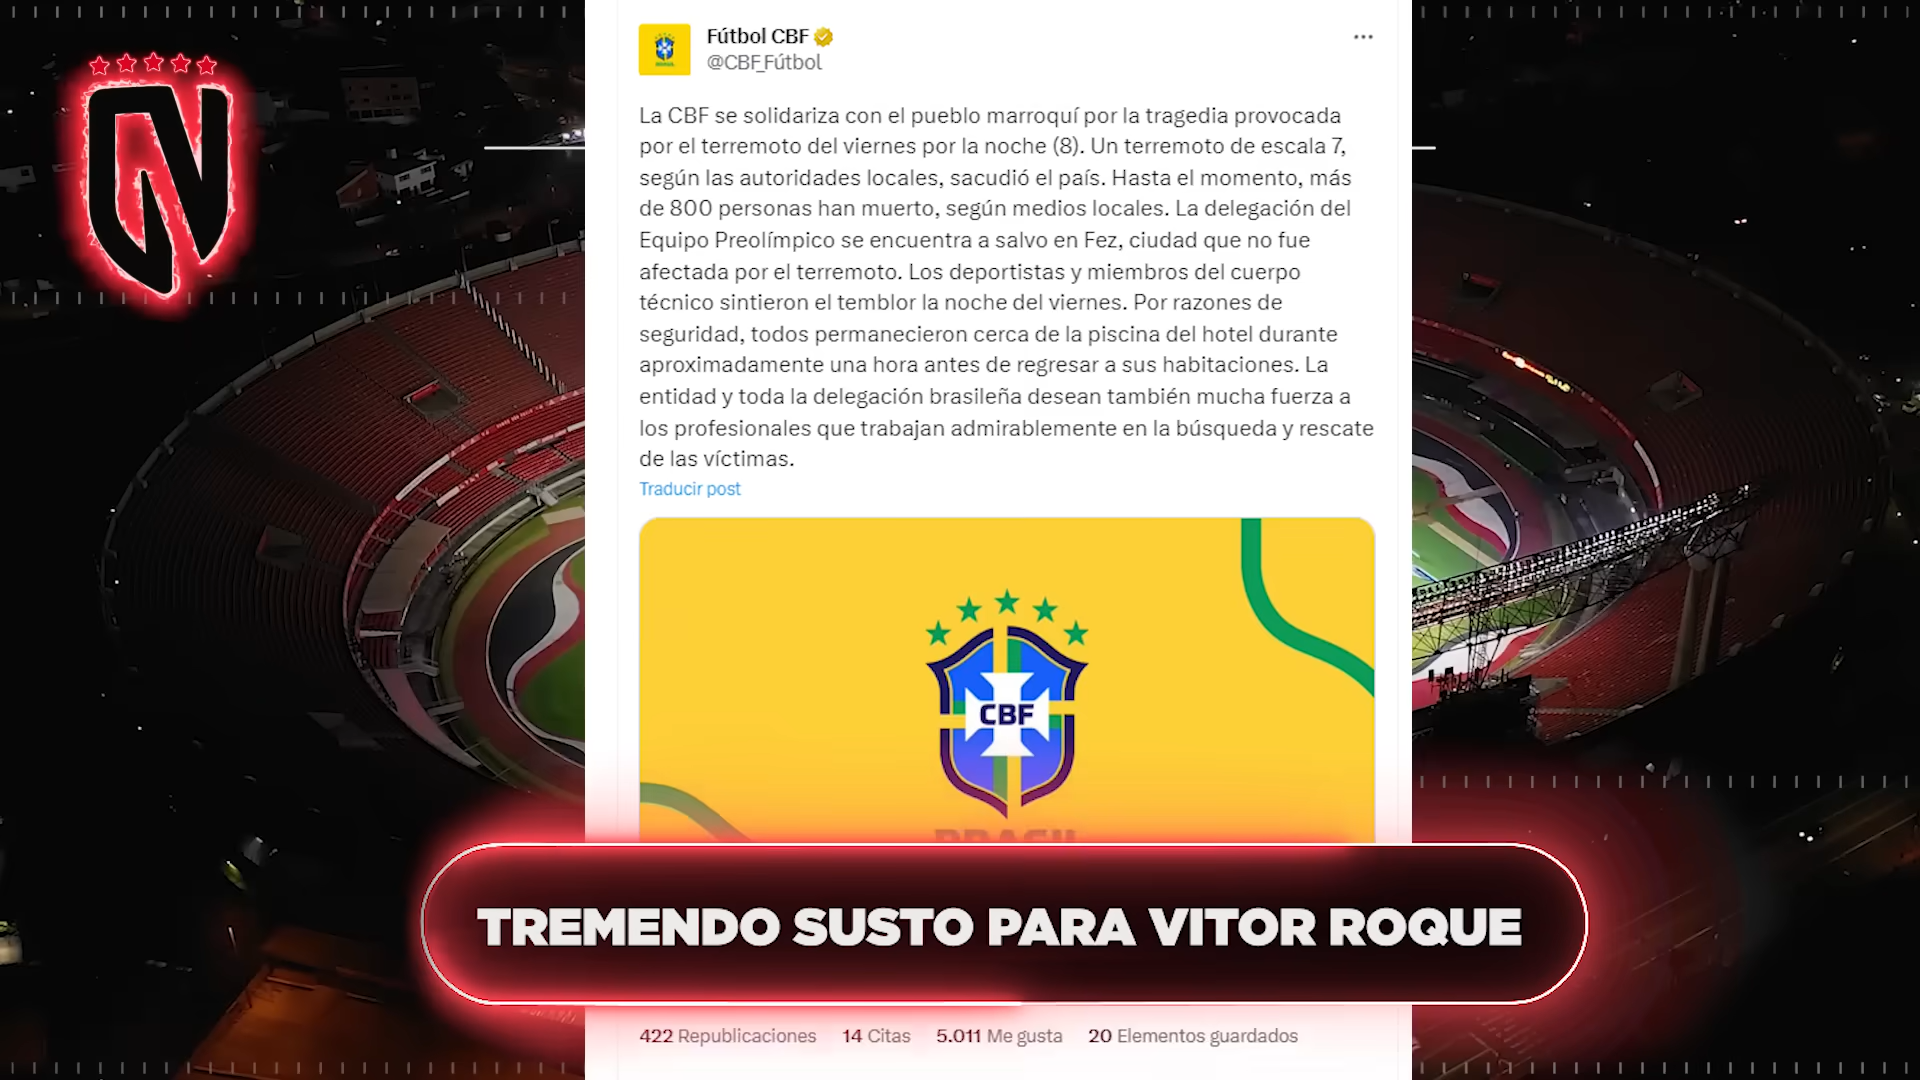 Fútbol CBF
@CBF_Fútbol
La CBF se solidariza con el pueblo marroquí por la tragedia provocada
por el terremoto del viernes por la noche (8). Un terremoto de escala 7,
según las autoridades locales, sacudió el país. Hasta el momento, más
de 800 personas han muerto, según medios locales. La delegación del
Equipo Preolímpico se encuentra a salvo en Fez, ciudad que no fue
afectada por el terremoto. Los deportistas y miembros del cuerpo
técnico sintieron el temblor la noche del viernes. Por razones de
seguridad, todos permanecieron cerca de la piscina del hotel durante
aproximadamente una hora antes de regresar a sus habitaciones. La
entidad y toda la delegación brasileña desean también mucha fuerza a
los profesionales que trabajan admirablemente en la búsqueda y rescate
de las víctimas.
Traducir post
CBF
BRASIL
TREMENDO SUSTO PARA VITOR ROQUE
422 Republicaciones 14 Citas 5.011 Me gusta 20 Elementos guardados